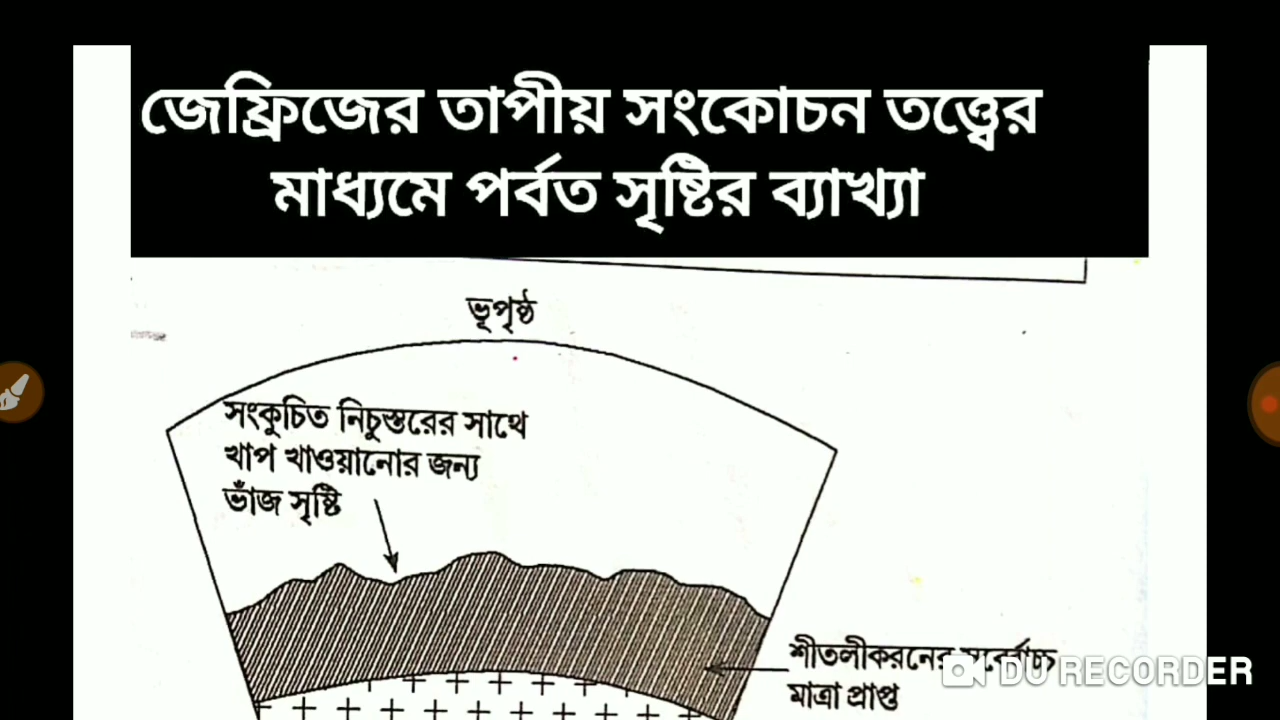 জেফ্রিজের তাপীয় সংকোচন তত্ত্বের
মাধ্যমে পর্বত সৃষ্টির ব্যাখ্যা
ভূপৃষ্ঠ
সংকুচিত নিচুস্তরের সাথে
খাপ খাওয়ানোর জন্য
ভাঁজ সৃষ্টি
শীতলীকরনের
মাত্রা প্রাপ্ত
DU RECORDER